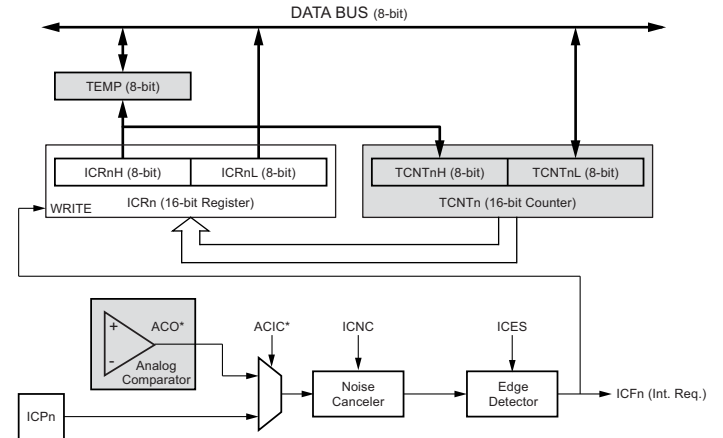 DATA BUS (8-bit)
TEMP (8-bit)
ICRnH (8-bit)
ICRnL (8-bit)
TCNTnH (8-bit)
TCNTnL (8-bit)
WRITE
ICRn (16-bit Register)
TCNTn (16-bit Counter)
+
ACO*
-
Analog
Comparator
ACIC*
ICNC
ICES
Noise
Canceler
Edge
Detector
ICFn (Int. Req.)
ICPn